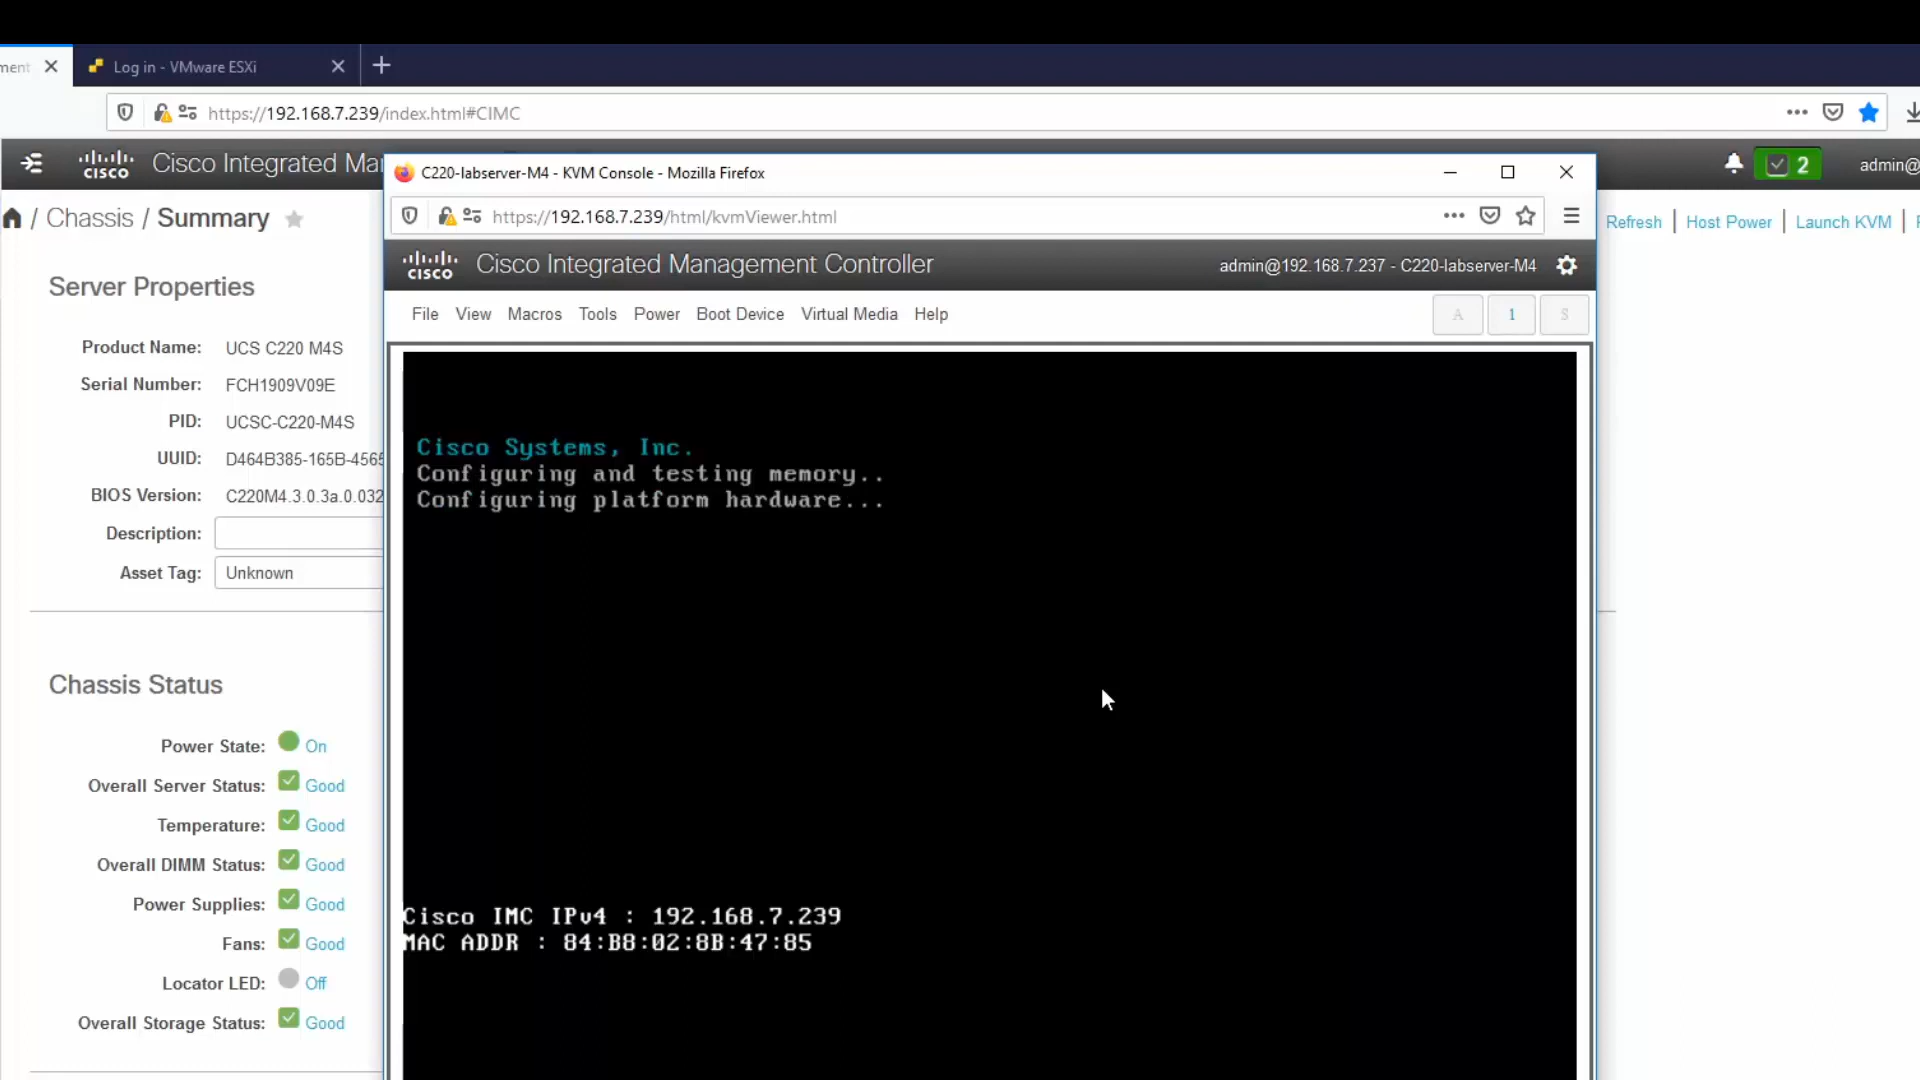 ment
Log in - VMware ESXi
https://192.168.7.239/index.html#CIMC
cisco
Cisco Integrated Ma
2
admin@
/ Chassis / Summary
Refresh
Host Power
Launch KVM
Server Properties
Product Name: UCS C220 M4S
Serial Number: FCH1909V09E
PID: UCSC-C220-M4S
UUID: D464B385-165B-4565
BIOS Version: C220M4.3.0.3a.0.032
Description:
Asset Tag: Unknown
Chassis Status
Power State: On
Overall Server Status: Good
Temperature: Good
Overall DIMM Status: Good
Power Supplies: Good
Fans: Good
Locator LED: Off
Overall Storage Status: Good
C220-labserver-M4 - KVM Console - Mozilla Firefox
https://192.168.7.239/html/kvmViewer.html
cisco
Cisco Integrated Management Controller
admin@192.168.7.237 - C220-labserver-M4
File View Macros Tools Power Boot Device Virtual Media Help
A 1 S
Cisco Systems, Inc.
Configuring and testing memory..
Configuring platform hardware...
Cisco IMC IPv4 : 192.168.7.239
MAC ADDR : 84:B8:02:8B:47:85